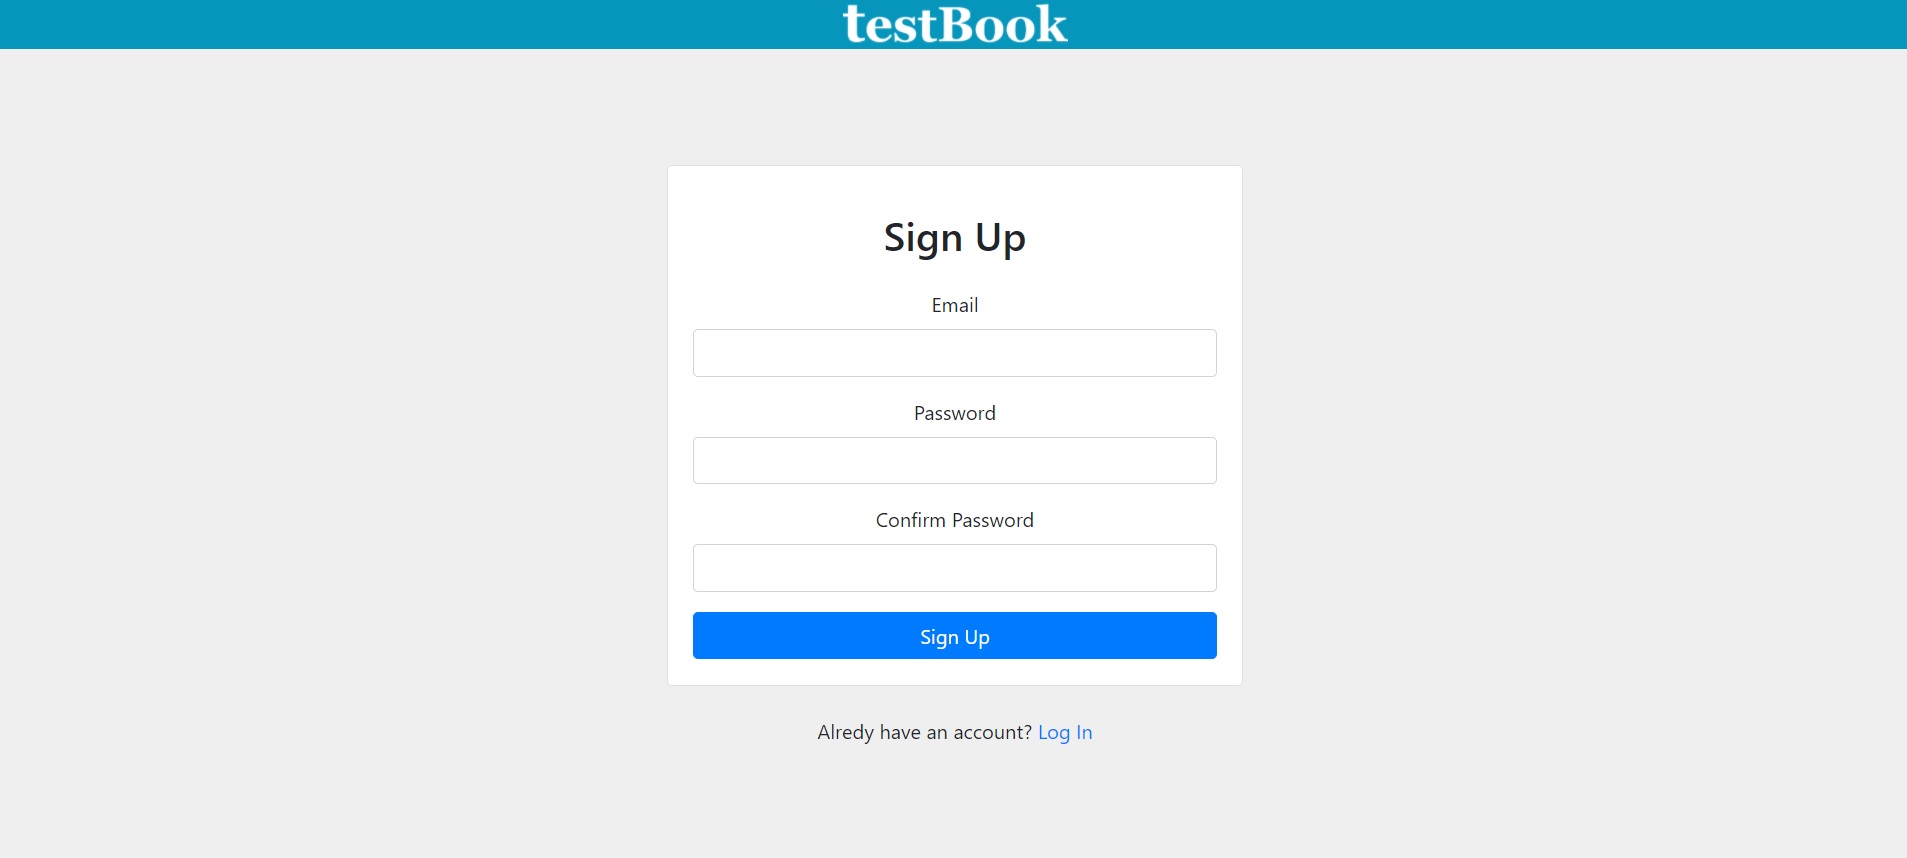 testBook
Sign Up
Email
Password
Confirm Password
Sign Up
Alredy have an account? Log In